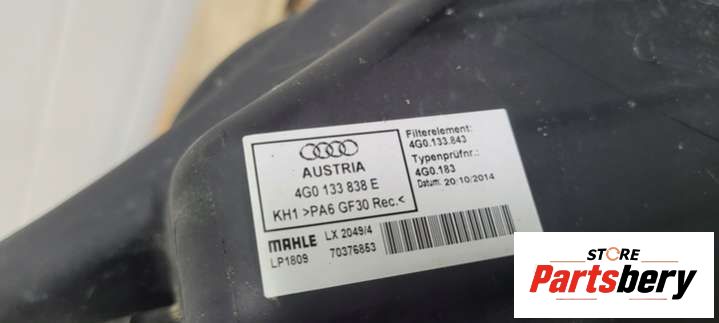 AUSTRIA
4G0 133 838 E
KH1 >PA6 GF30 Rec.<
Filterelement:
4G0.133.843
Typenprüfnr.:
4G0.183
Datum: 20/10/2014
MAHLE LX 2049/4
LP1809 70376853
STORE
Partsbery